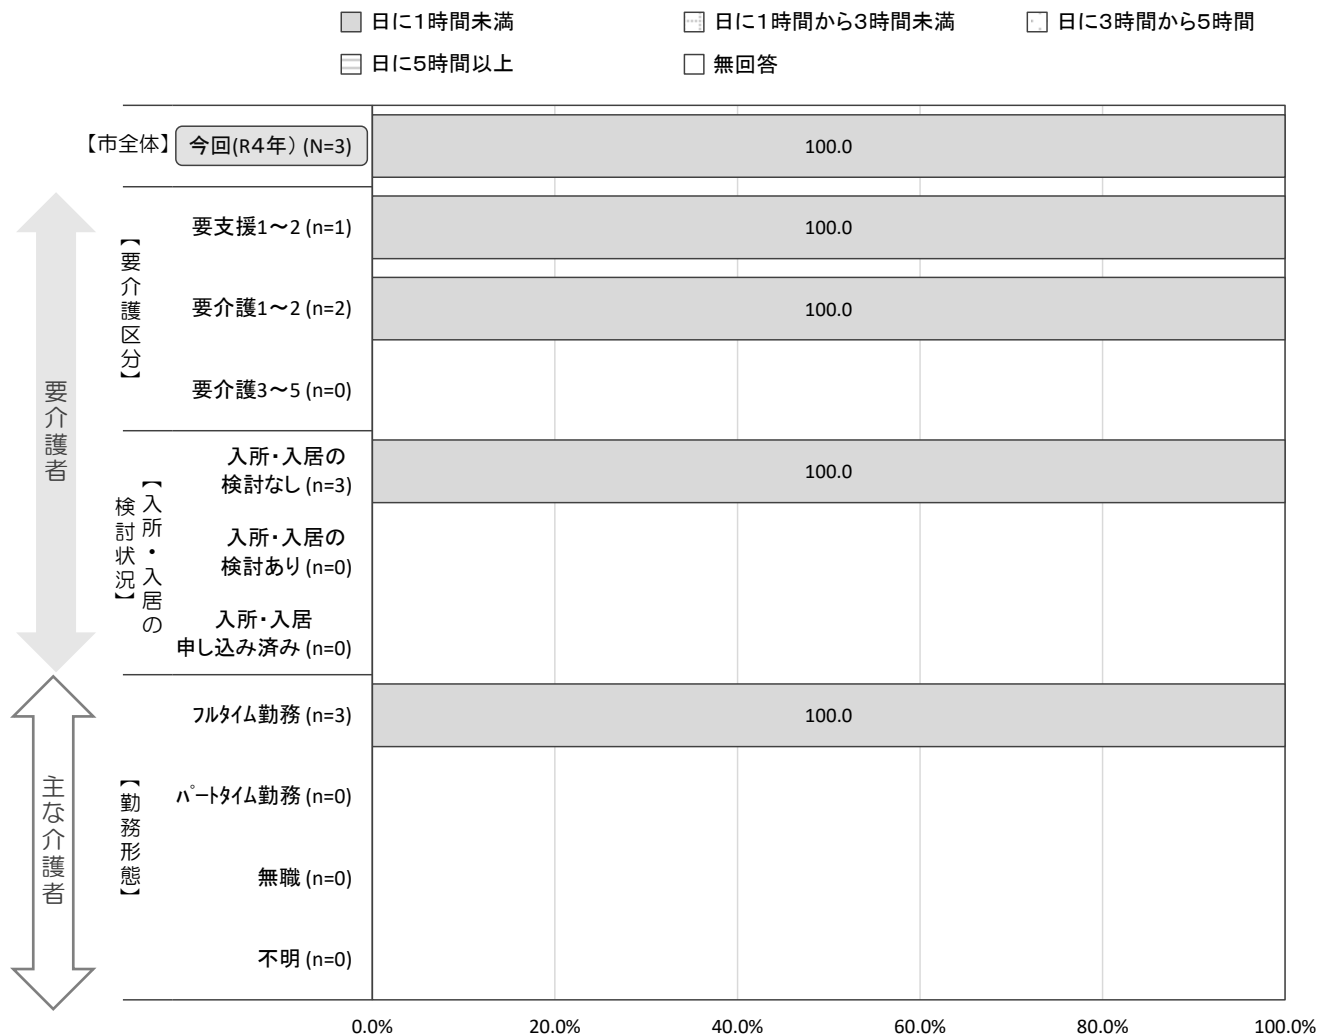 日に1時間未満 日に1時間から3時間未満 日に3時間から5時間
日に5時間以上 無回答
【市全体】 今回(R4年) (N=3) 100.0
要介護者
【要介護区分】
要支援1～2 (n=1) 100.0
要介護1～2 (n=2) 100.0
要介護3～5 (n=0)
【入所・入居の
検討状況】
入所・入居の
検討なし (n=3) 100.0
入所・入居の
検討あり (n=0)
入所・入居
申し込み済み (n=0)
主な介護者
【勤務形態】
ﾌﾙﾀｲﾑ勤務 (n=3) 100.0
ﾊﾟｰﾄﾀｲﾑ勤務 (n=0)
無職 (n=0)
不明 (n=0)
0.0% 20.0% 40.0% 60.0% 80.0% 100.0%